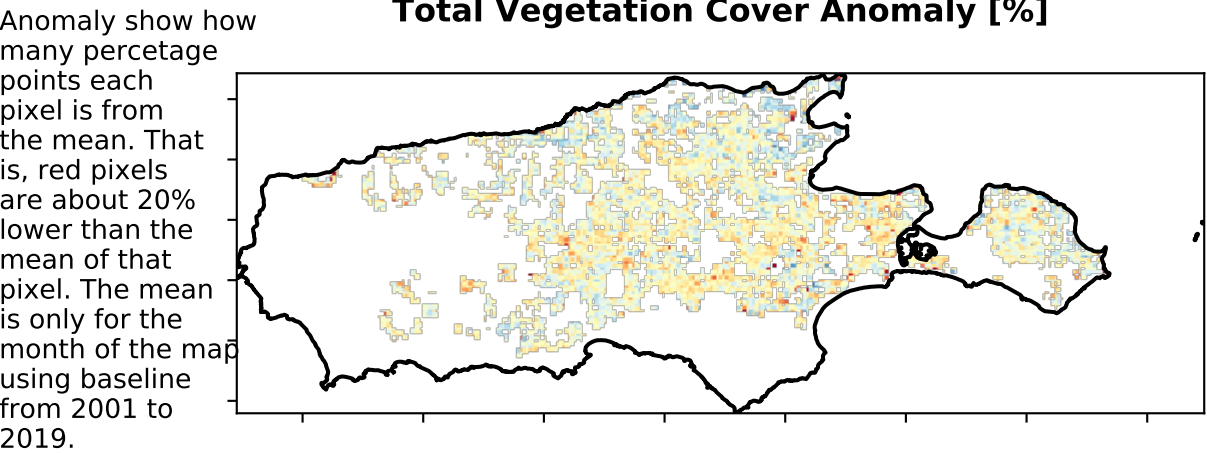 Total Vegetation Cover Anomaly [%]
Anomaly show how
many percetage
points each
pixel is from
the mean. That
is, red pixels
are about 20%
lower than the
mean of that
pixel. The mean
is only for the
month of the map
using baseline
from 2001 to
2019.